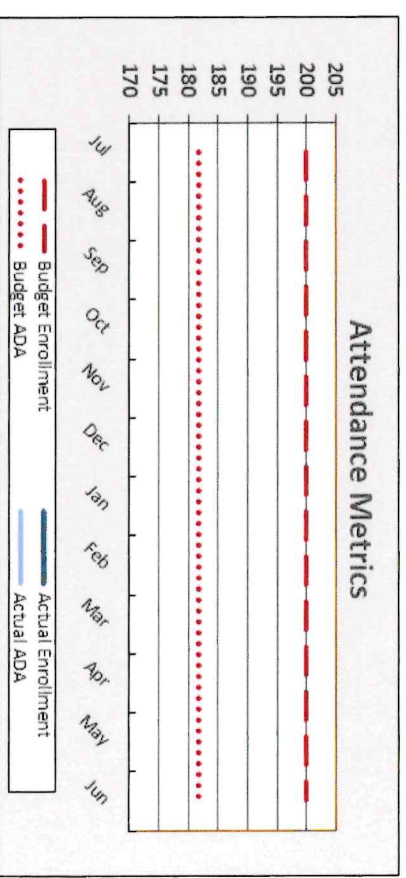 Attendance Metrics
205
200
195
190
185
180
175
170
Jul
Aug
Sep
Oct
Nov
Dec
Jan
Feb
Mar
Apr
May
Jun
Budget Enrollment
Actual Enrollment
Budget ADA
Actual ADA